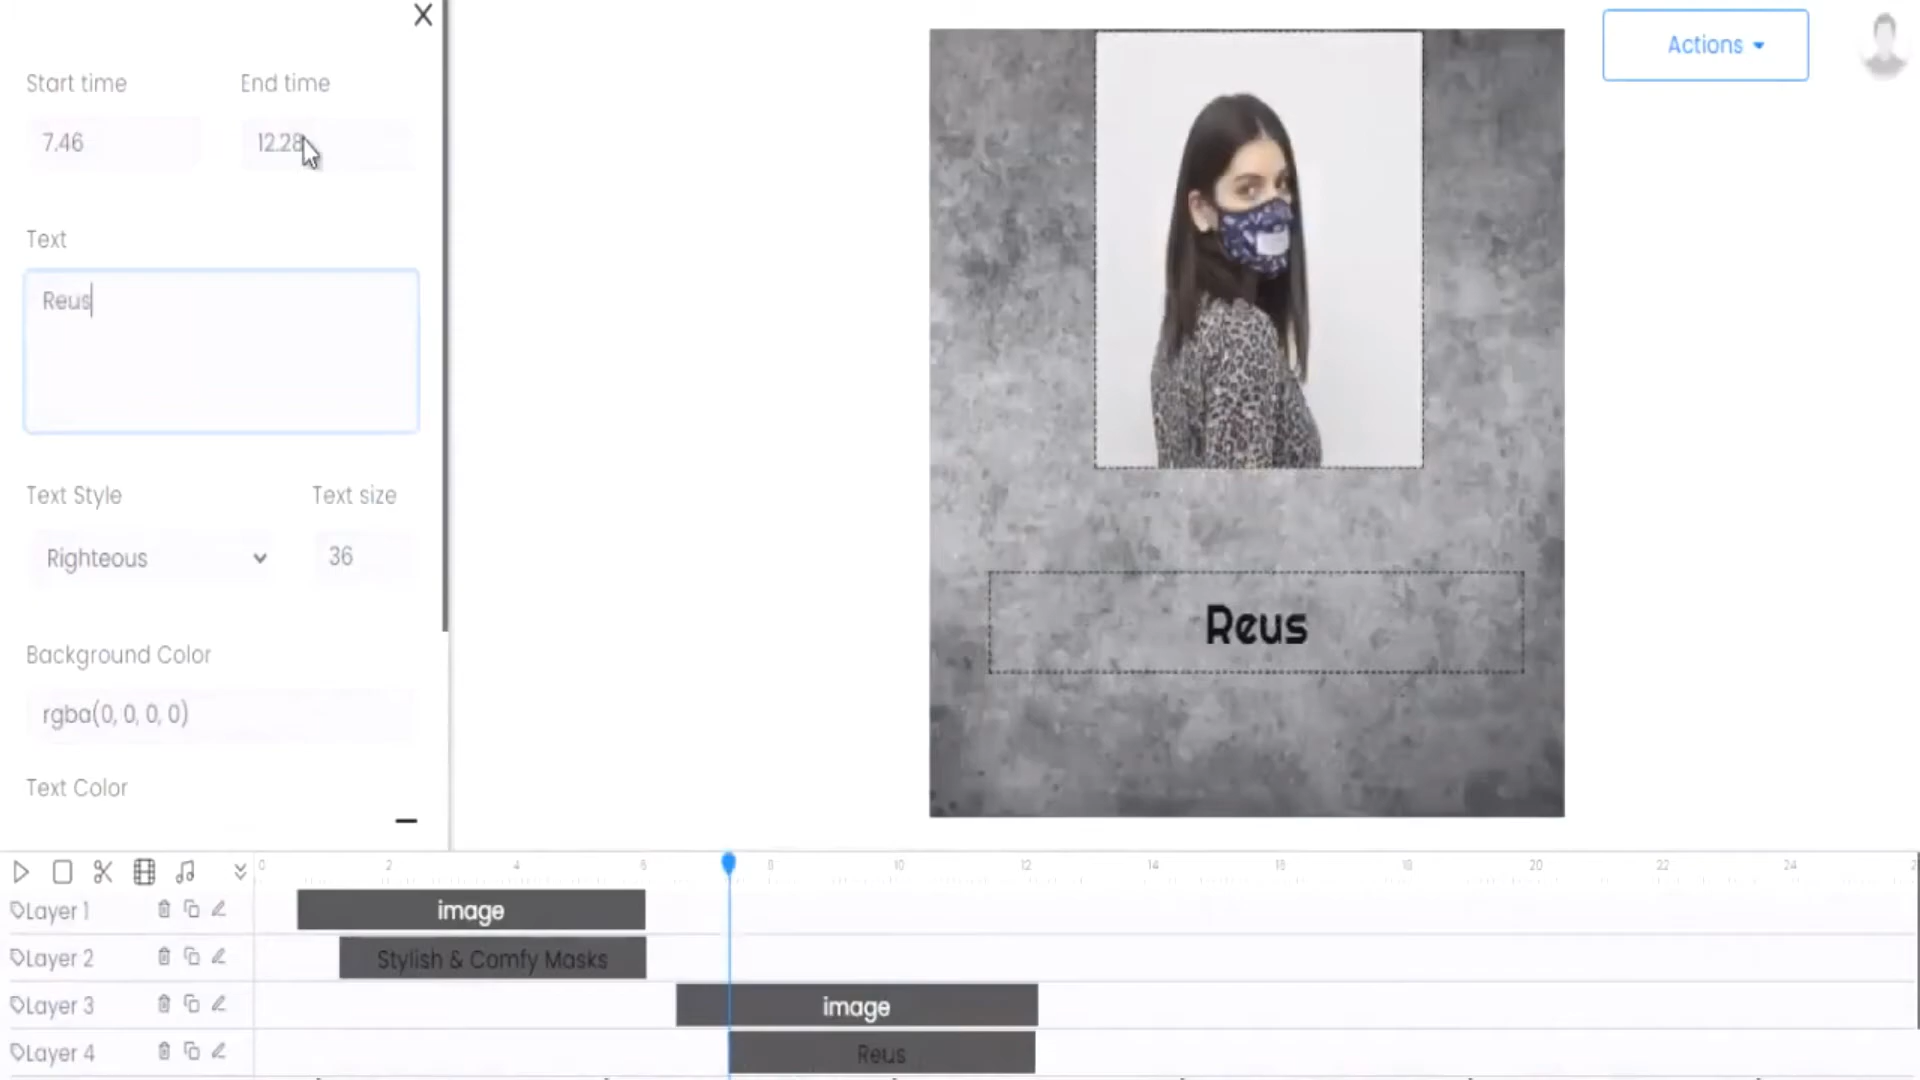 X
Start time End time
7.46 12.28
Text
Reus
Text Style Text size
Righteous 36
Background Color
rgba(0, 0, 0, 0)
Text Color
Actions
Reus
0 2 4 6 8 10 12 14 16 18 20 22 24
Layer 1 image
Layer 2 Stylish & Comfy Masks
Layer 3 image
Layer 4 Reus